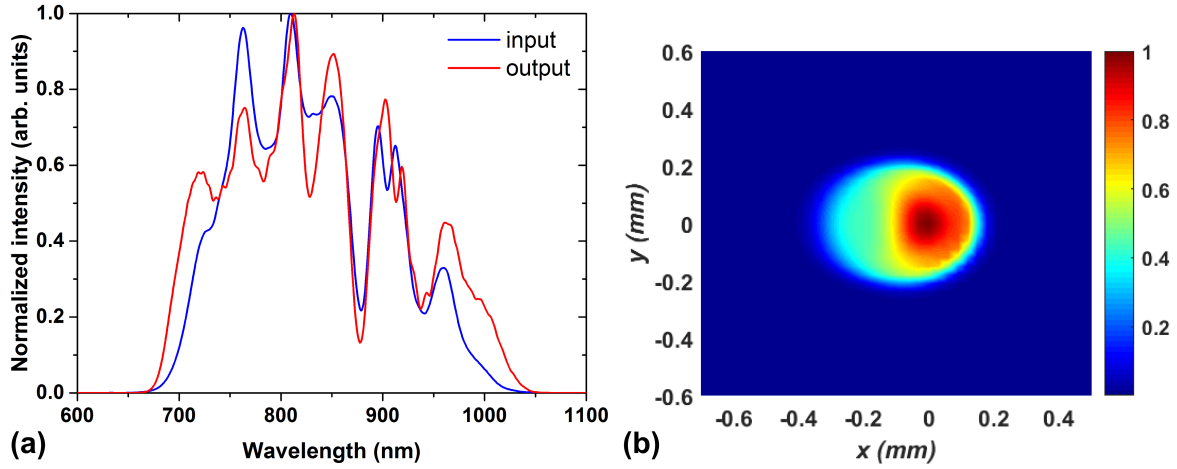 Normalized intensity (arb. units)
1.0
0.8
0.6
0.4
0.2
0.0
600 700 800 900 1000 1100
Wavelength (nm)
input
output
(a)
y (mm)
0.6
0.4
0.2
0
-0.2
-0.4
-0.6
-0.6 -0.4 -0.2 0 0.2 0.4
x (mm)
1
0.8
0.6
0.4
0.2
(b)